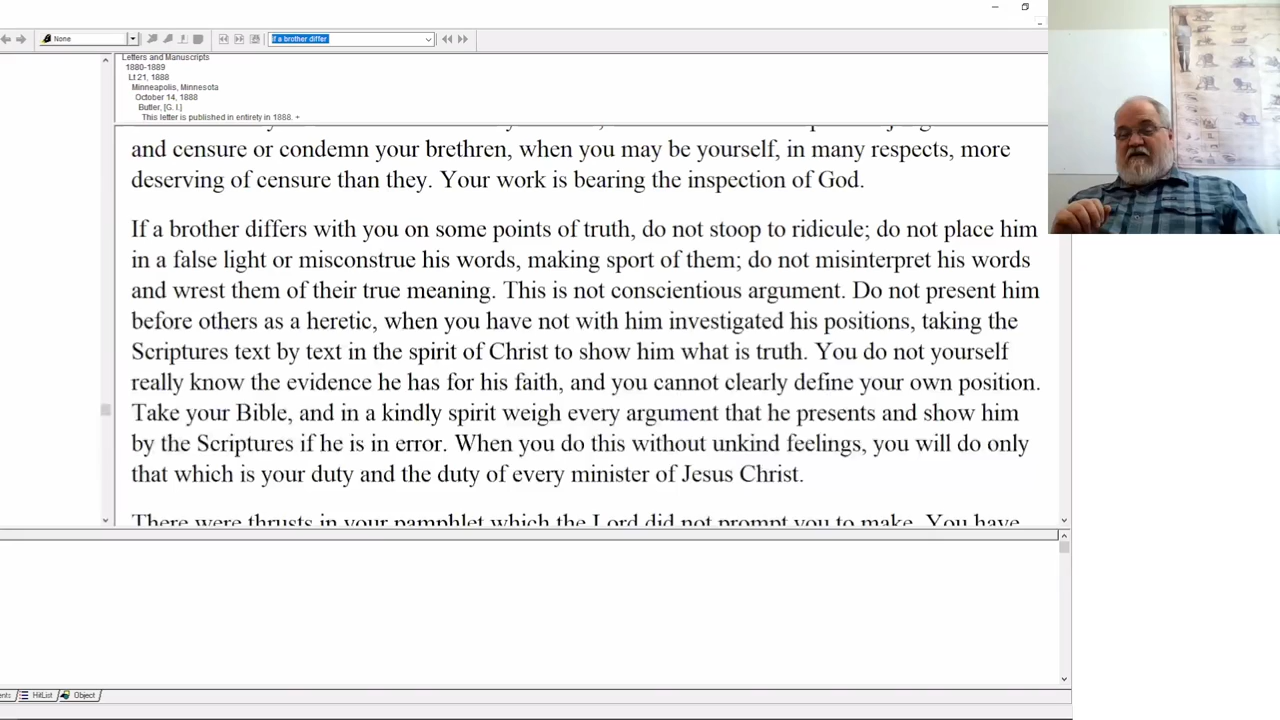 None
If a brother differ
Letters and Manuscripts
1880-1889
Lt 21, 1888
Minneapolis, Minnesota
October 14, 1888
Butler, [G. I.]
This letter is published in entirety in 1888. +
and censure or condemn your brethren, when you may be yourself, in many respects, more
deserving of censure than they. Your work is bearing the inspection of God.
If a brother differs with you on some points of truth, do not stoop to ridicule; do not place him
in a false light or misconstrue his words, making sport of them; do not misinterpret his words
and wrest them of their true meaning. This is not conscientious argument. Do not present him
before others as a heretic, when you have not with him investigated his positions, taking the
Scriptures text by text in the spirit of Christ to show him what is truth. You do not yourself
really know the evidence he has for his faith, and you cannot clearly define your own position.
Take your Bible, and in a kindly spirit weigh every argument that he presents and show him
by the Scriptures if he is in error. When you do this without unkind feelings, you will do only
that which is your duty and the duty of every minister of Jesus Christ.
There were thrusts in your pamphlet which the Lord did not prompt you to make. You have
HitList
Object